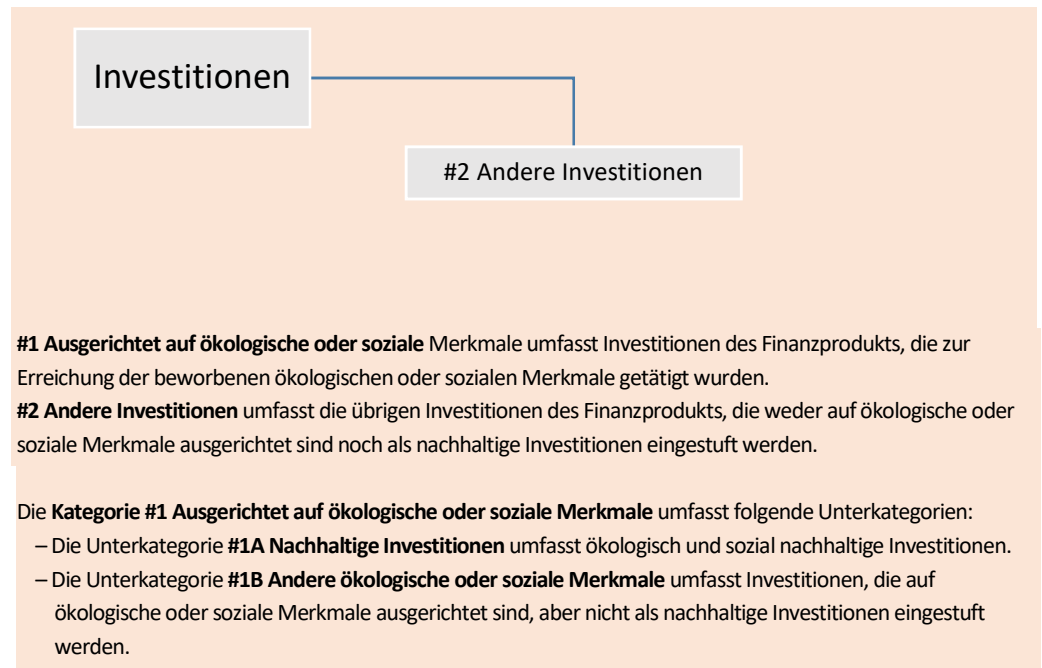 Investitionen
#2 Andere Investitionen
#1 Ausgerichtet auf ökologische oder soziale Merkmale umfasst Investitionen des Finanzprodukts, die zur
Erreichung der beworbenen ökologischen oder sozialen Merkmale getätigt wurden.
#2 Andere Investitionen umfasst die übrigen Investitionen des Finanzprodukts, die weder auf ökologische oder
soziale Merkmale ausgerichtet sind noch als nachhaltige Investitionen eingestuft werden.
Die Kategorie #1 Ausgerichtet auf ökologische oder soziale Merkmale umfasst folgende Unterkategorien:
– Die Unterkategorie #1A Nachhaltige Investitionen umfasst ökologisch und sozial nachhaltige Investitionen.
– Die Unterkategorie #1B Andere ökologische oder soziale Merkmale umfasst Investitionen, die auf
ökologische oder soziale Merkmale ausgerichtet sind, aber nicht als nachhaltige Investitionen eingestuft
werden.